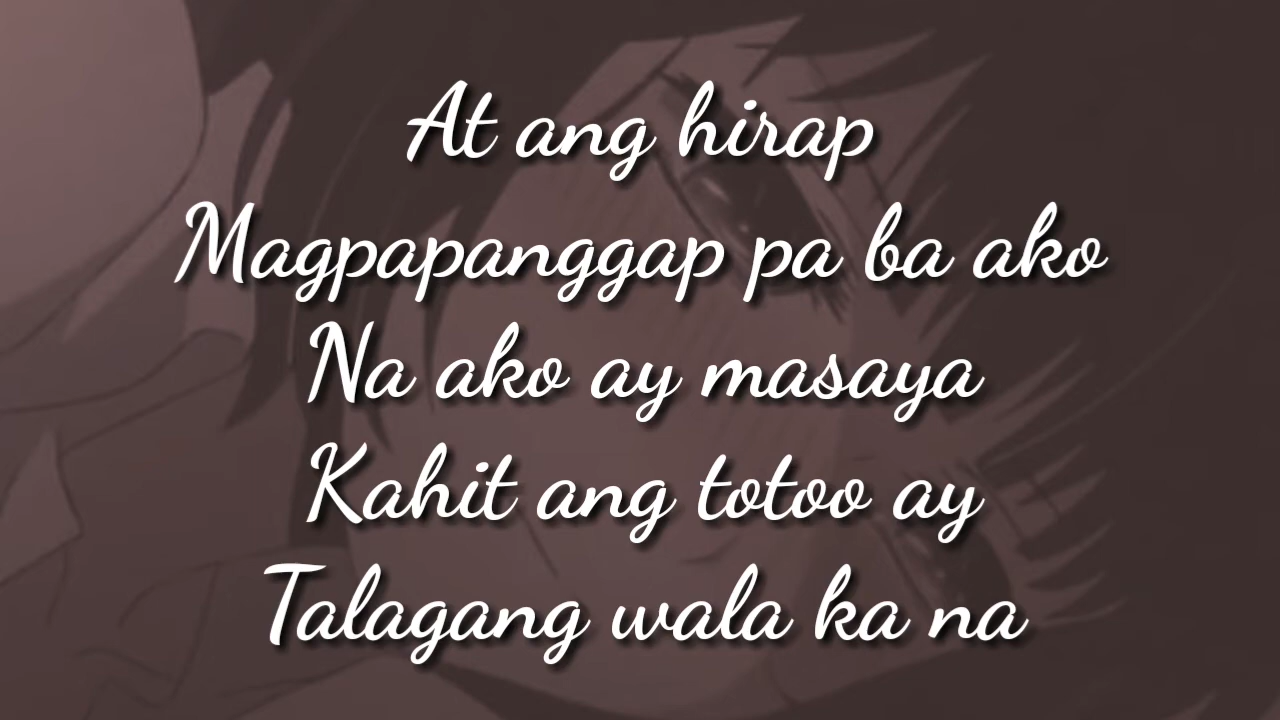 At ang hirap
Magpapanggap pa ba ako
Na ako ay masaya
Kahit ang totoo ay
Talagang wala ka na